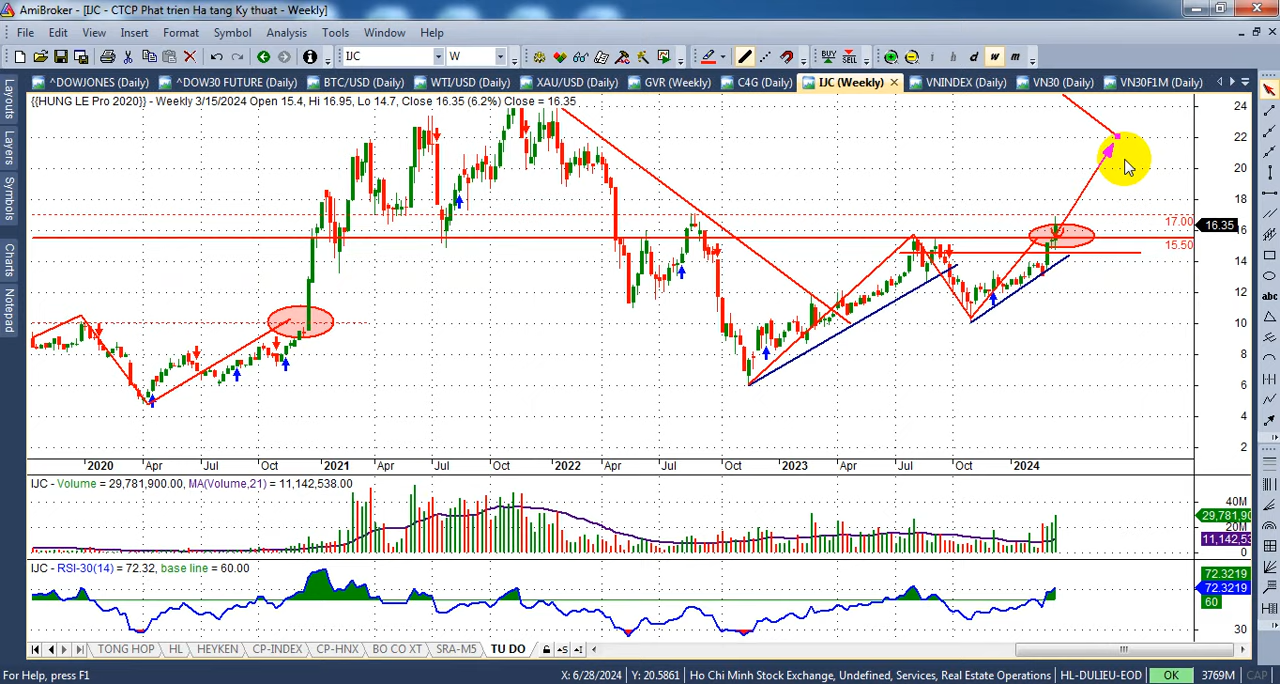 AmiBroker - [IJC - CTCP Phat trien Ha tang Ky thuat - Weekly]
File Edit View Insert Format Symbol Analysis Tools Window Help
IJC W BUY SELL h d w m
^DOWJONES (Daily) ^DOW30 FUTURE (Daily) BTC/USD (Daily) WTI/USD (Daily) XAU/USD (Daily) GVR (Weekly) C4G (Daily) IJC (Weekly) VNINDEX (Daily) VN30 (Daily) VN30F1M (Daily)
Layouts
Layers
Symbols
Charts
Notepad
{{HUNG LE Pro 2020}} - Weekly 3/15/2024 Open 15.4, Hi 16.95, Lo 14.7, Close 16.35 (6.2%) Close = 16.35
24
22
20
18
17.00
16.35
16
15.50
14
12
10
8
6
4
2
abc
2020 Apr Jul Oct 2021 Apr Jul Oct 2022 Apr Jul Oct 2023 Apr Jul Oct 2024
IJC - Volume = 29,781,900.00, MA(Volume,21) = 11,142,538.00
40M
29,781,90
20M
11,142,53
0
IJC - RSI-30(14) = 72.32, base line = 60.00
72.3219
72.3219
60
30
TONG HOP HL HEYKEN CP-INDEX CP-HNX BO CO XT SRA-M5 TU DO
For Help, press F1 X: 6/28/2024 Y: 20.5861 Ho Chi Minh Stock Exchange, Undefined, Services, Real Estate Operations HL-DULIEU-EOD OK 3769M CAP